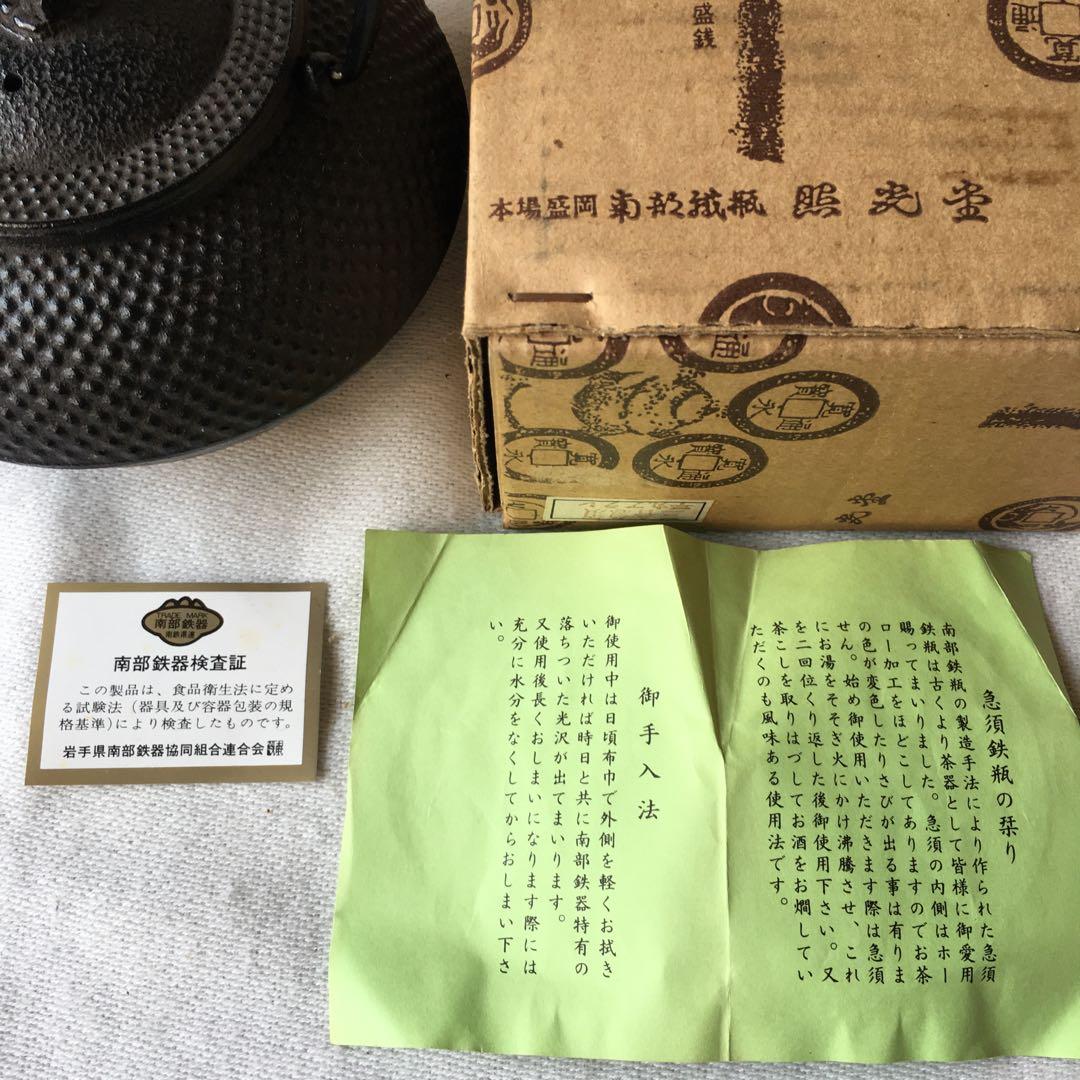 盛銭
本場盛岡 南部鉄瓶 照光堂
寛
寶
永
寶
永
急須鉄瓶の栞り
南部鉄瓶の製造手法により作られた急須
鉄瓶は古くより茶器として皆様に御愛用
賜ってまいりました。急須の内側はホー
ロー加工をほどこしてありますのでお茶
の色が変色したりさびが出る事は有りま
せん。始め御使用いただきます際は急須
にお湯をそそぎ火にかけ沸騰させ、これ
を二回位くり返した後御使用下さい。又
茶こしを取りはづしてお酒をお燗してい
ただくのも風味ある使用法です。
御手入法
御使用中は日頃布巾で外側を軽くお拭き
いただければ時日と共に南部鉄器特有の
落ちついた光沢が出てまいります。
又使用後長くおしまいになります際には
充分に水分をなくしてからおしまい下さ
い。
TRADE MARK
南部鉄器
南鉄県連
南部鉄器検査証
この製品は、食品衛生法に定め
る試験法(器具及び容器包装の規
格基準)により検査したものです。
岩手県南部鉄器協同組合連合会